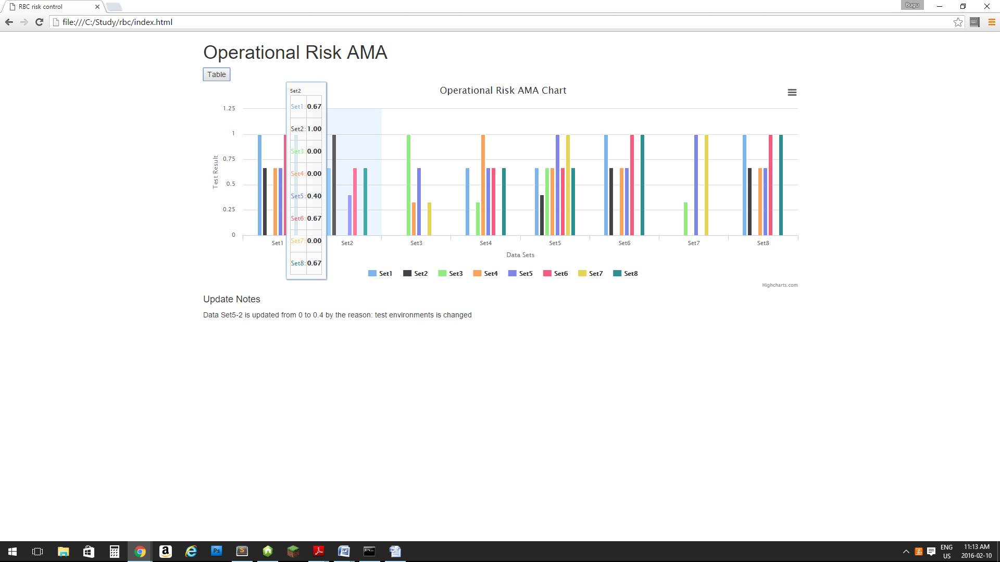 RBC risk control
Bugu
file:///C:/Study/rbc/index.html
Operational Risk AMA
Table
Operational Risk AMA Chart
Set2
Set1: 0.67
Set2: 1.00
Set3: 0.00
Set4: 0.00
Set5: 0.40
Set6: 0.67
Set7: 0.00
Set8: 0.67
Test Result
1.25
1
0.75
0.5
0.25
0
Set1 Set2 Set3 Set4 Set5 Set6 Set7 Set8
Data Sets
Set1 Set2 Set3 Set4 Set5 Set6 Set7 Set8
Highcharts.com
Update Notes
Data Set5-2 is updated from 0 to 0.4 by the reason: test environments is changed
Ps
ENG
US
11:13 AM
2016-02-10